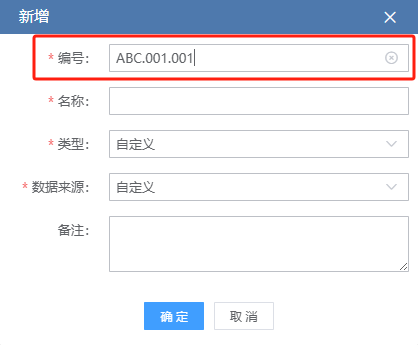 新增
* 编号: ABC.001.001
* 名称:
* 类型: 自定义
* 数据来源: 自定义
备注:
确 定 取 消